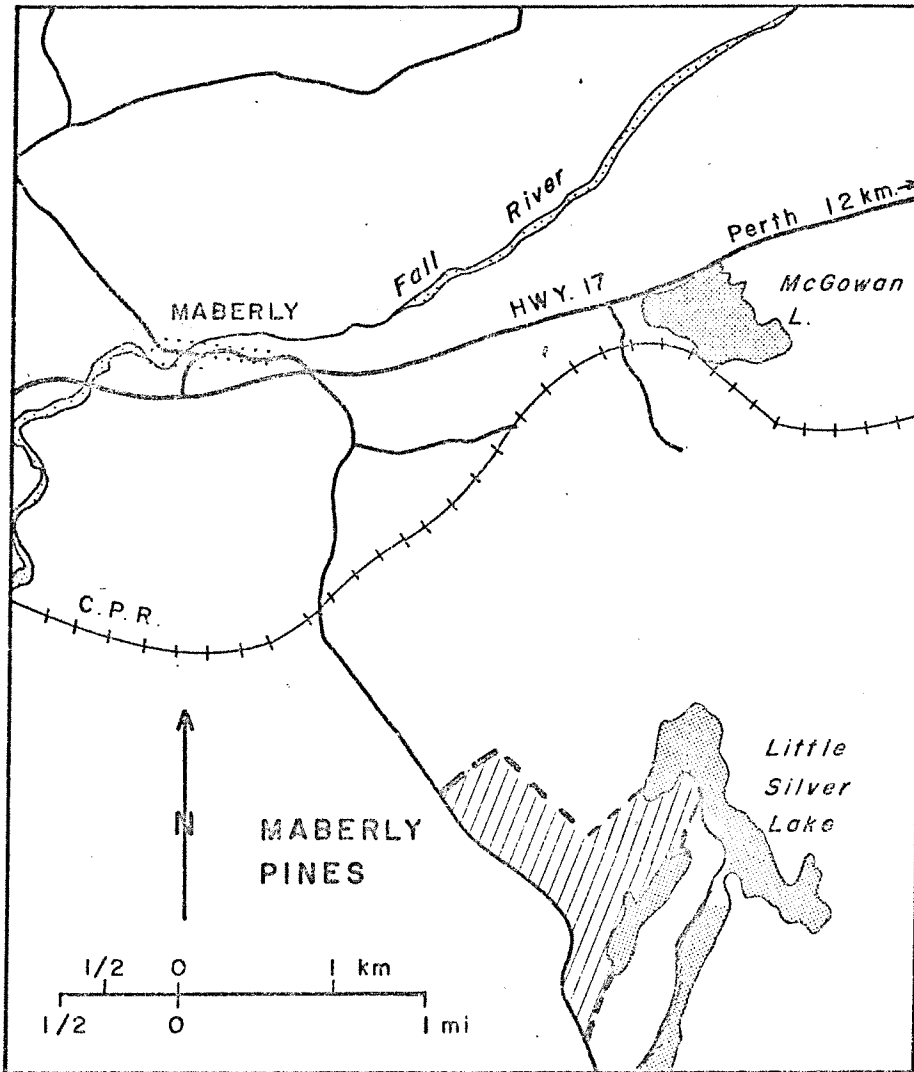 Fall River
Perth 12 km.
HWY. 17
McGowan
L.
MABERLY
C.P.R.
N
MABERLY
PINES
Little
Silver
Lake
1/2 0 1 km
1/2 0 1 mi